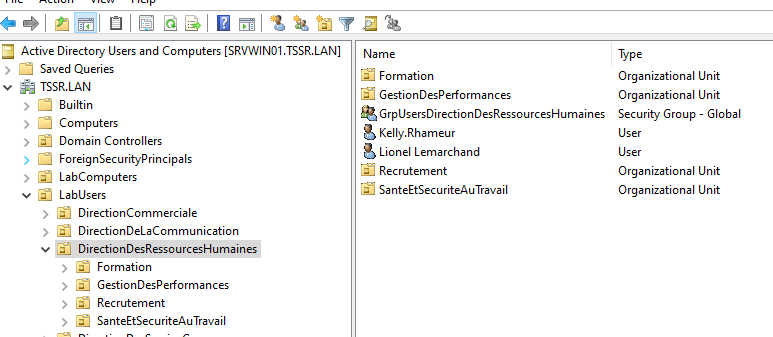 Action View Help
Active Directory Users and Computers [SRVWIN01.TSSR.LAN]
Saved Queries
TSSR.LAN
Builtin
Computers
Domain Controllers
ForeignSecurityPrincipals
LabComputers
LabUsers
DirectionCommerciale
DirectionDeLaCommunication
DirectionDesRessourcesHumaines
Formation
GestionDesPerformances
Recrutement
SanteEtSecuriteAuTravail
Name Type
Formation Organizational Unit
GestionDesPerformances Organizational Unit
GrpUsersDirectionDesRessourcesHumaines Security Group - Global
Kelly.Rhameur User
Lionel Lemarchand User
Recrutement Organizational Unit
SanteEtSecuriteAuTravail Organizational Unit